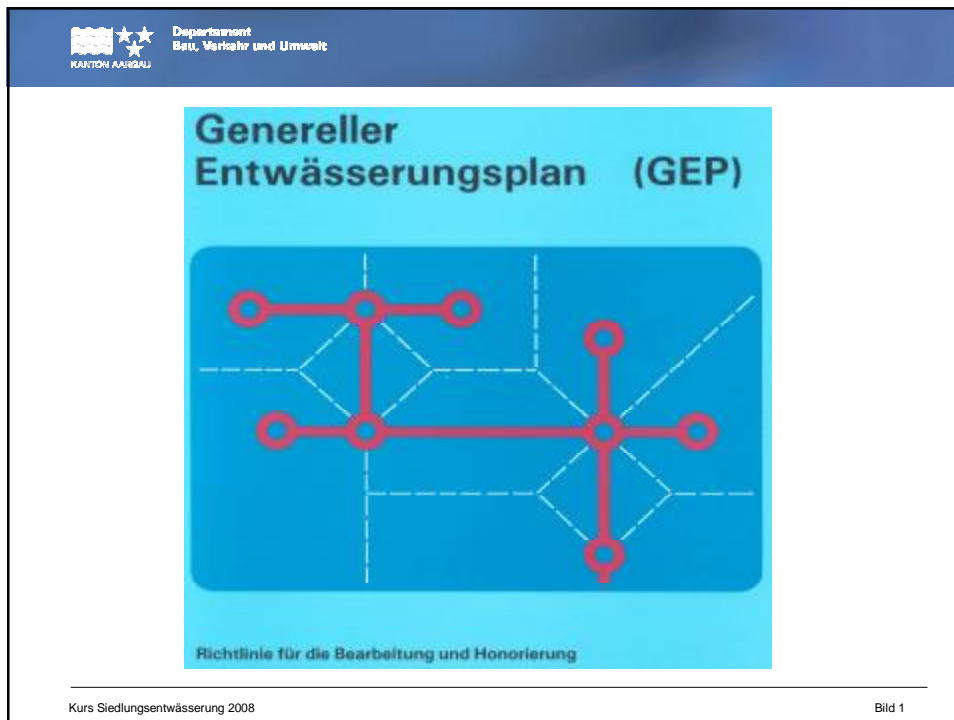 Departement
Bau, Verkehr und Umwelt
KANTON AARGAU
Genereller
Entwässerungsplan (GEP)
Richtlinie für die Bearbeitung und Honorierung
Kurs Siedlungsentwässerung 2008 Bild 1